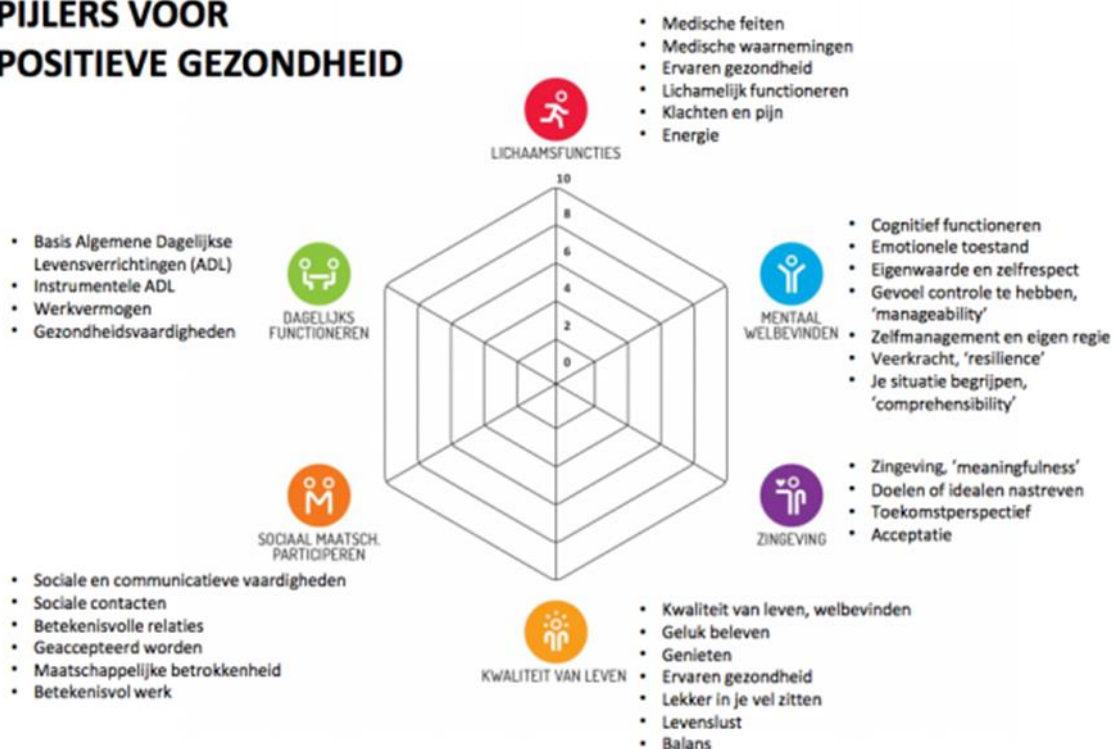 PIJLERS VOOR
POSITIEVE GEZONDHEID
• Medische feiten
• Medische waarnemingen
• Ervaren gezondheid
• Lichamelijk functioneren
• Klachten en pijn
• Energie
LICHAAMSFUNCTIES
10
8
6
4
2
0
• Cognitief functioneren
• Emotionele toestand
• Eigenwaarde en zelfrespect
• Gevoel controle te hebben,
‘manageability’
• Zelfmanagement en eigen regie
• Veerkracht, ‘resilience’
• Je situatie begrijpen,
‘comprehensibility’
MENTAAL
WELBEVINDEN
• Zingeving, ‘meaningfulness’
• Doelen of idealen nastreven
• Toekomstperspectief
• Acceptatie
ZINGEVING
• Kwaliteit van leven, welbevinden
• Geluk beleven
• Genieten
• Ervaren gezondheid
• Lekker in je vel zitten
• Levenslust
• Balans
KWALITEIT VAN LEVEN
SOCIAAL MAATSCH.
PARTICIPEREN
• Sociale en communicatieve vaardigheden
• Sociale contacten
• Betekenisvolle relaties
• Geaccepteerd worden
• Maatschappelijke betrokkenheid
• Betekenisvol werk
• Basis Algemene Dagelijkse
Levensverrichtingen (ADL)
• Instrumentele ADL
• Werkvermogen
• Gezondheidsvaardigheden
DAGELIJKS
FUNCTIONEREN